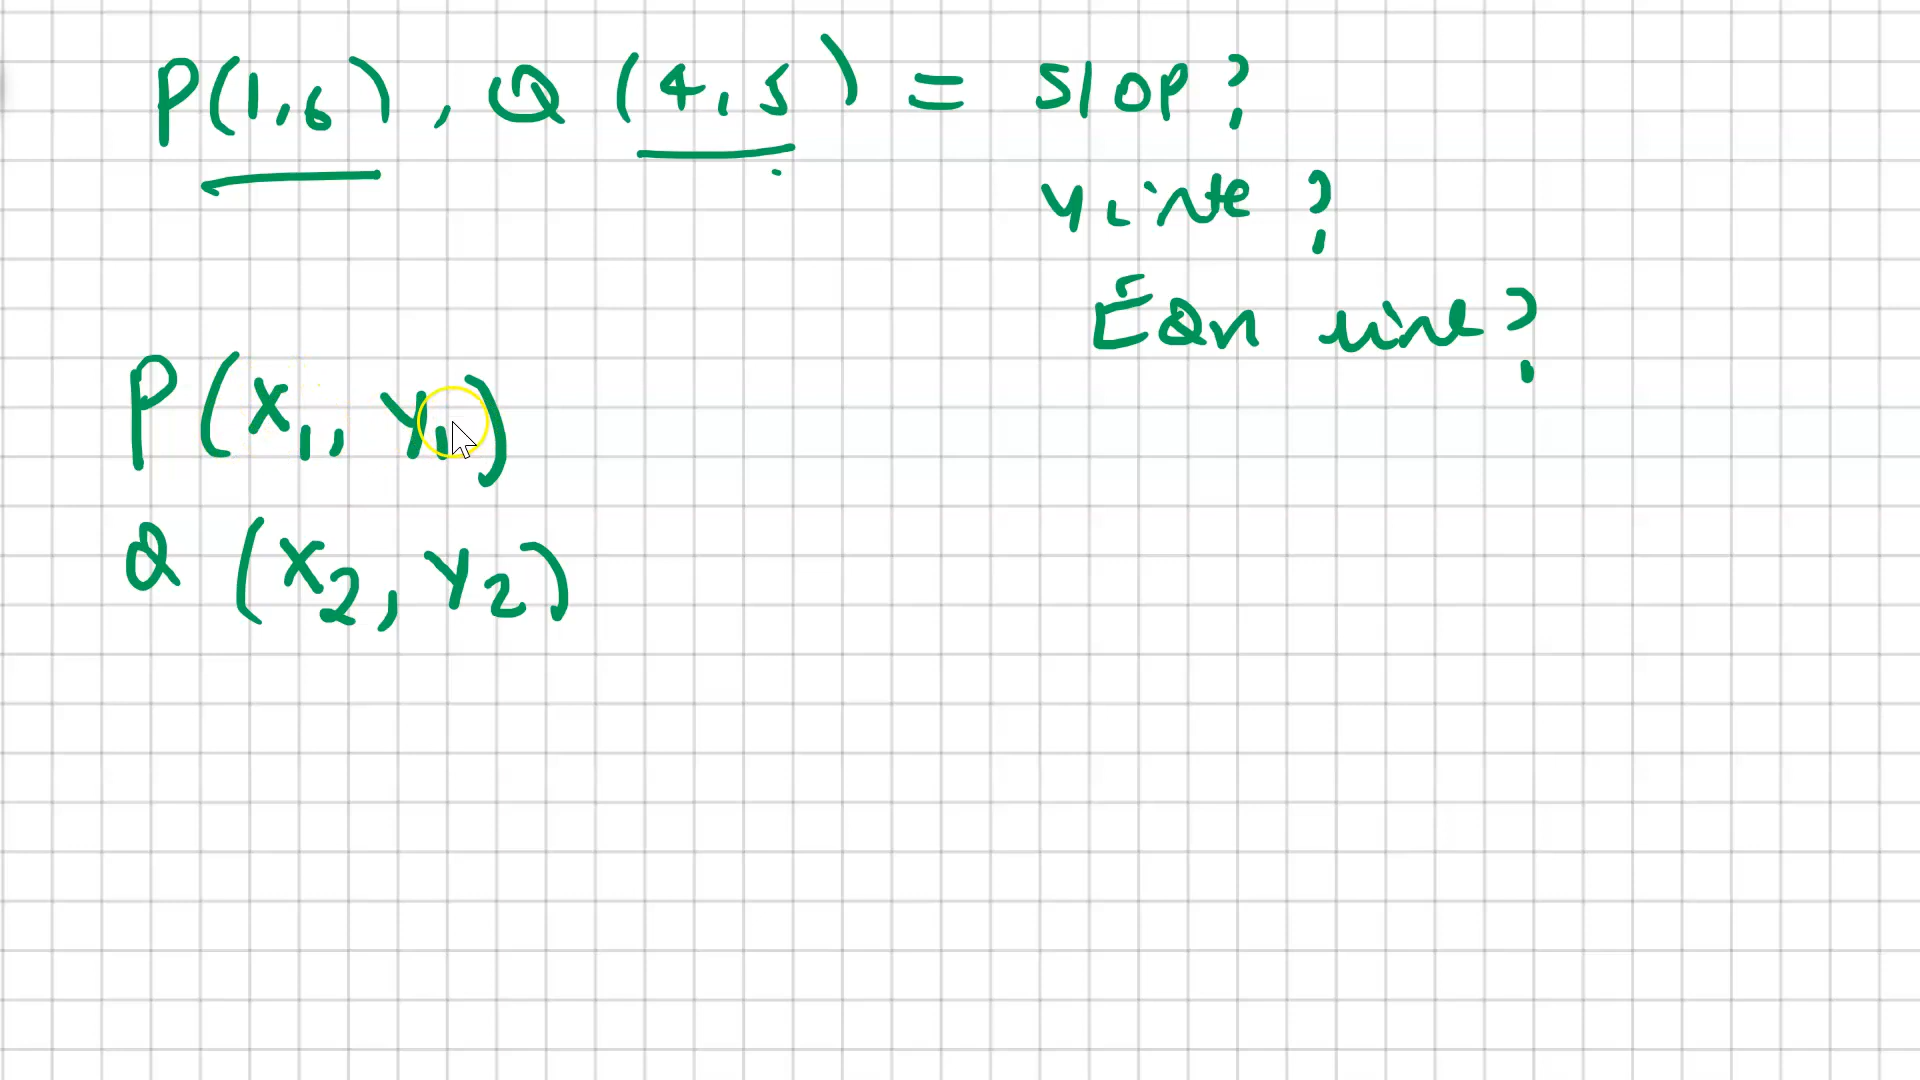 P(1,6), Q (4,5) = Slop?
y inte ?
Eqn line?
P(x₁, y₁)
Q (x₂, y₂)